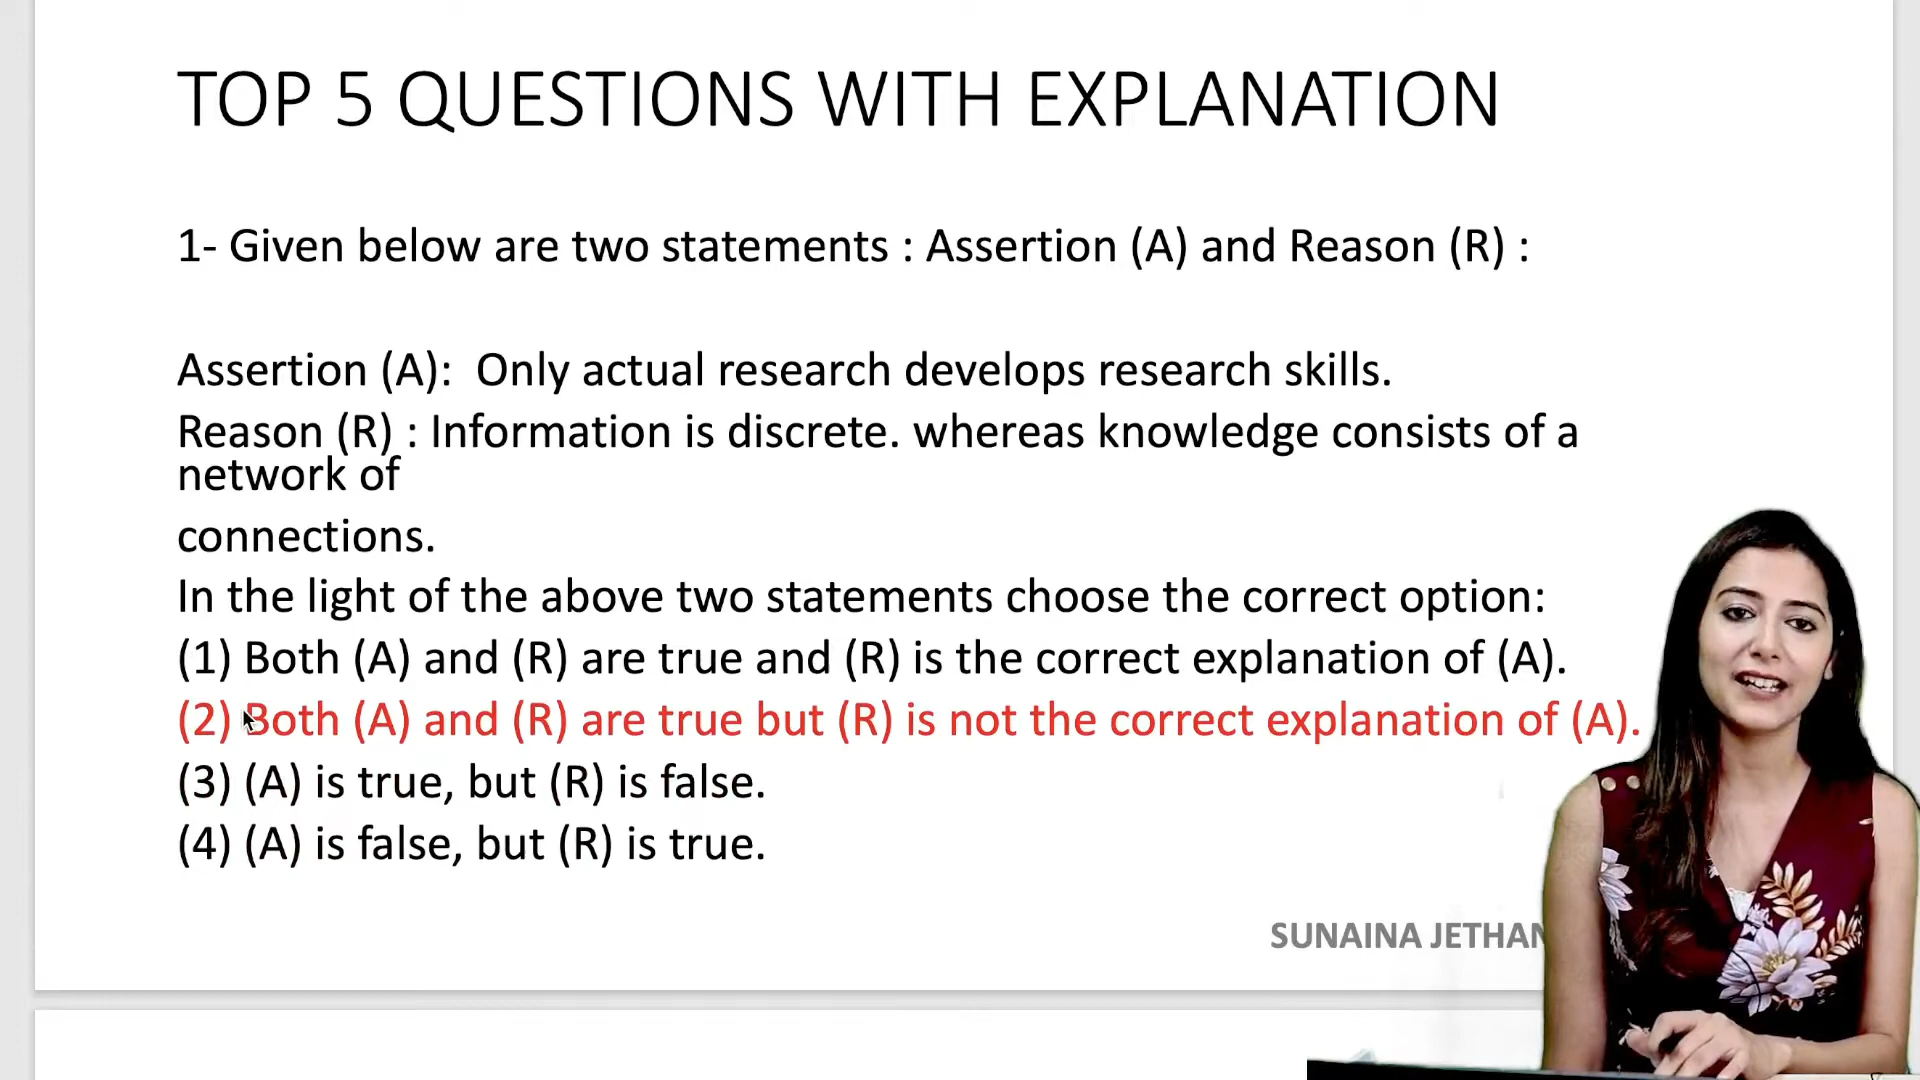 TOP 5 QUESTIONS WITH EXPLANATION
1- Given below are two statements : Assertion (A) and Reason (R) :
Assertion (A):  Only actual research develops research skills.
Reason (R) : Information is discrete. whereas knowledge consists of a
network of
connections.
In the light of the above two statements choose the correct option:
(1) Both (A) and (R) are true and (R) is the correct explanation of (A).
(2) Both (A) and (R) are true but (R) is not the correct explanation of (A).
(3) (A) is true, but (R) is false.
(4) (A) is false, but (R) is true.
SUNAINA